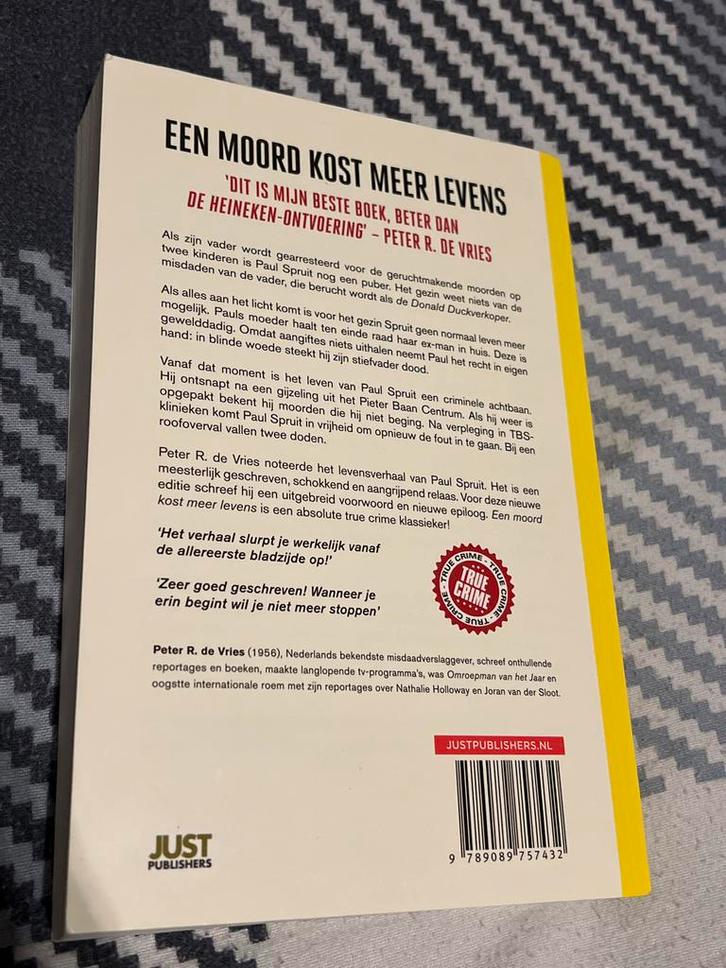 EEN MOORD KOST MEER LEVENS
'DIT IS MIJN BESTE BOEK, BETER DAN
DE HEINEKEN-ONTVOERING' – PETER R. DE VRIES
Als zijn vader wordt gearresteerd voor de geruchtmakende moorden op
twee kinderen is Paul Spruit nog een puber. Het gezin weet niets van de
misdaden van de vader, die berucht wordt als de Donald Duckverkoper.
Als alles aan het licht komt is voor het gezin Spruit geen normaal leven meer
mogelijk. Pauls moeder haalt ten einde raad haar ex-man in huis. Deze is
gewelddadig. Omdat aangiftes niets uithalen neemt Paul het recht in eigen
hand: in blinde woede steekt hij zijn stiefvader dood.
Vanaf dat moment is het leven van Paul Spruit een criminele achtbaan.
Hij ontsnapt na een gijzeling uit het Pieter Baan Centrum. Als hij weer is
opgepakt bekent hij moorden die hij niet beging. Na verpleging in TBS-
klinieken komt Paul Spruit in vrijheid om opnieuw de fout in te gaan. Bij een
roofoverval vallen twee doden.
Peter R. de Vries noteerde het levensverhaal van Paul Spruit. Het is een
meesterlijk geschreven, schokkend en aangrijpend relaas. Voor deze nieuwe
editie schreef hij een uitgebreid voorwoord en nieuwe epiloog. Een moord
kost meer levens is een absolute true crime klassieker!
'Het verhaal slurpt je werkelijk vanaf
de allereerste bladzijde op!'
'Zeer goed geschreven! Wanneer je
erin begint wil je niet meer stoppen'
TRUE CRIME - TRUE CRIME - TRUE CRIME -
TRUE
CRIME
Peter R. de Vries (1956), Nederlands bekendste misdaadverslaggever, schreef onthullende
reportages en boeken, maakte langlopende tv-programma's, was Omroepman van het Jaar en
oogstte internationale roem met zijn reportages over Nathalie Holloway en Joran van der Sloot.
JUSTPUBLISHERS.NL
9 789089 757432
JUST
PUBLISHERS